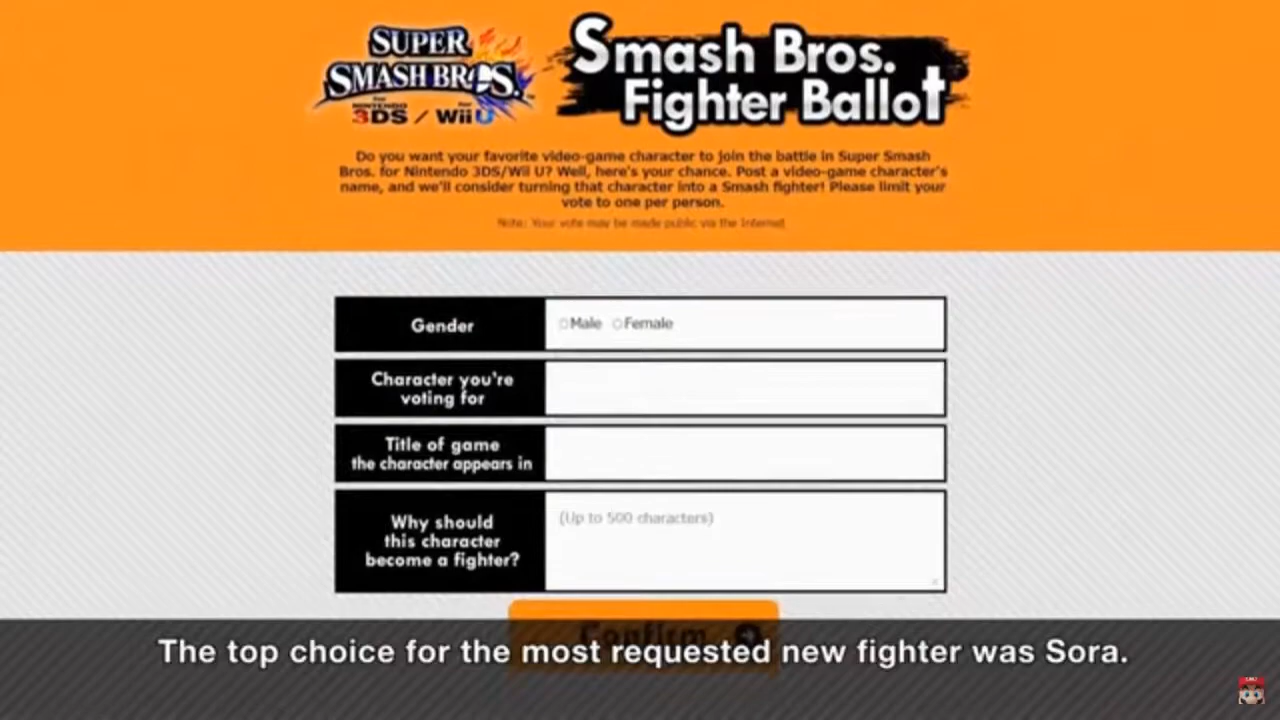 SUPER
SMASH BROS.
for NINTENDO 3DS / for Wii U
Smash Bros.
Fighter Ballot
Do you want your favorite video-game character to join the battle in Super Smash
Bros. for Nintendo 3DS/Wii U? Well, here's your chance. Post a video-game character's
name, and we'll consider turning that character into a Smash fighter! Please limit your
vote to one per person.
Note: Your vote may be made public via the Internet
Gender
Male Female
Character you're
voting for
Title of game
the character appears in
Why should
this character
become a fighter?
(Up to 500 characters)
Confirm
The top choice for the most requested new fighter was Sora.